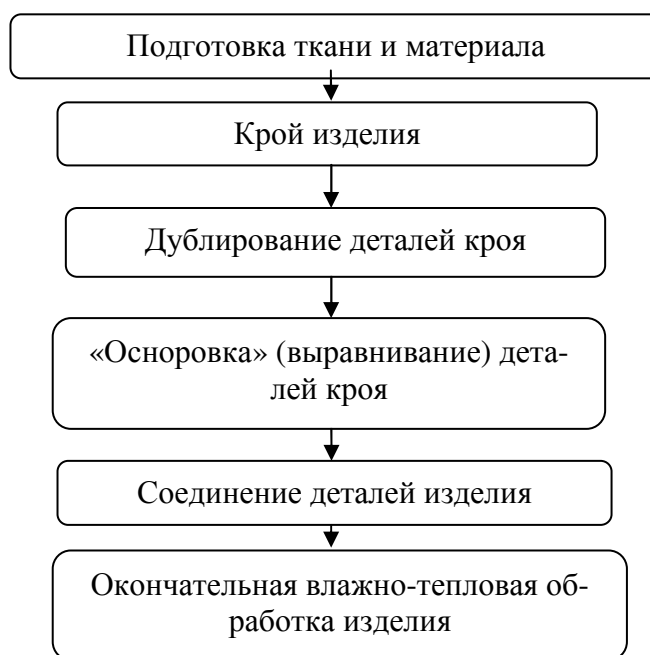 Подготовка ткани и материала
Крой изделия
Дублирование деталей кроя
«Осноровка» (выравнивание) дета-
лей кроя
Соединение деталей изделия
Окончательная влажно-тепловая об-
работка изделия